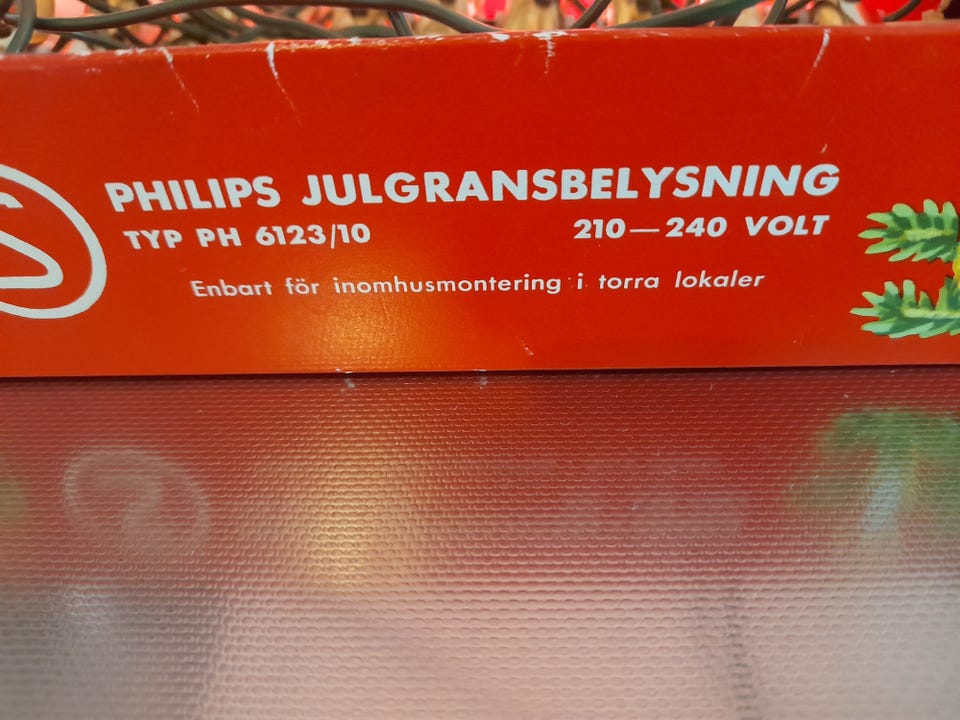 PHILIPS JULGRANSBELYSNING
TYP PH 6123/10 210—240 VOLT
Enbart för inomhusmontering i torra lokaler